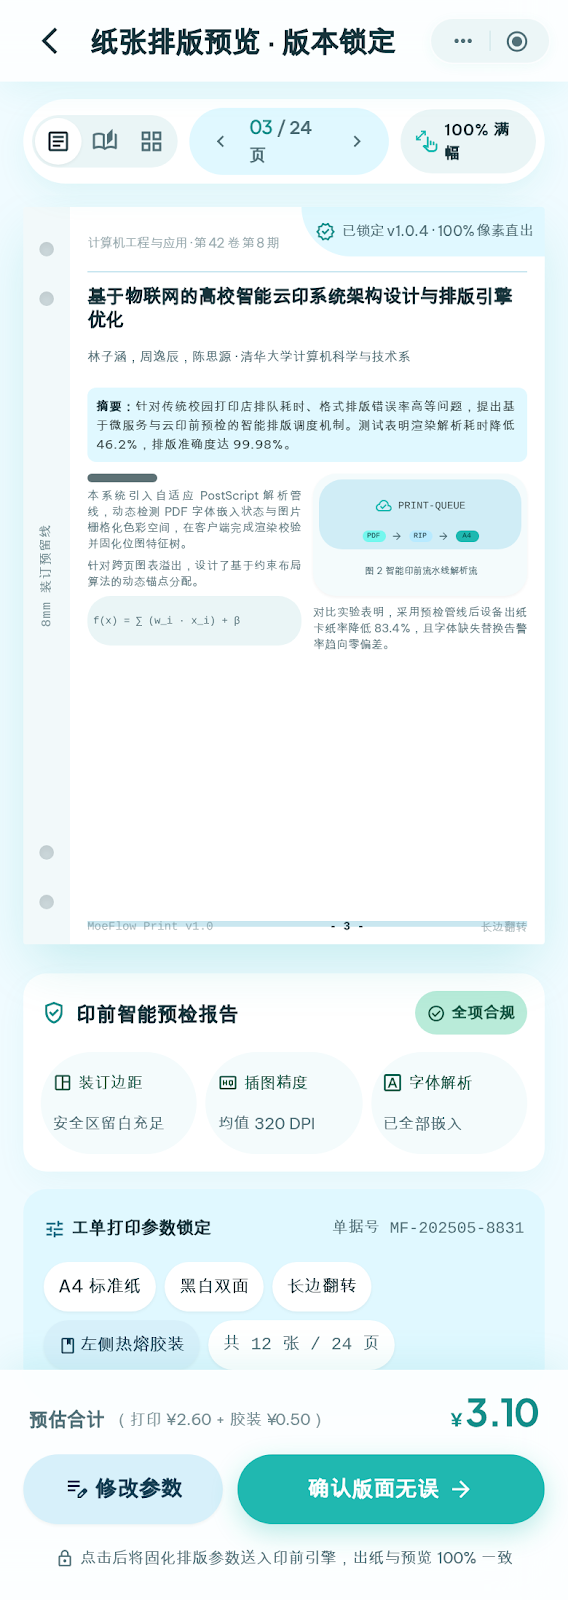 纸张排版预览 · 版本锁定
03 / 24
页
100% 满
幅
已锁定 v1.0.4 · 100% 像素直出
计算机工程与应用 · 第 42 卷 第 8 期
基于物联网的高校智能云印系统架构设计与排版引擎
优化
林子涵，周逸辰，陈思源 · 清华大学计算机科学与技术系
摘要：针对传统校园打印店排队耗时、格式排版错误率高等问题，提出基
于微服务与云印前预检的智能排版调度机制。测试表明渲染解析耗时降低
46.2%，排版准确度达 99.98%。
本系统引入自适应 PostScript 解析管
线，动态检测 PDF 字体嵌入状态与图片
栅格化色彩空间，在客户端完成渲染校验
并固化位图特征树。
针对跨页图表溢出，设计了基于约束布局
算法的动态锚点分配。
f(x) = ∑ (w_i · x_i) + β
PRINT-QUEUE
PDF → RIP → A4
图 2 智能印前流水线解析流
对比实验表明，采用预检管线后设备出纸
卡纸率降低 83.4%，且字体缺失替换告警
率趋向零偏差。
8mm 装订预留线
MoeFlow Print v1.0 - 3 - 长边翻转
印前智能预检报告
全项合规
装订边距
安全区留白充足
插图精度
均值 320 DPI
字体解析
已全部嵌入
工单打印参数锁定
单据号 MF-202505-8831
A4 标准纸
黑白双面
长边翻转
左侧热熔胶装
共 12 张 / 24 页
预估合计 （ 打印 ¥2.60 + 胶装 ¥0.50 ）
¥3.10
修改参数
确认版面无误 →
点击后将固化排版参数送入印前引擎，出纸与预览 100% 一致